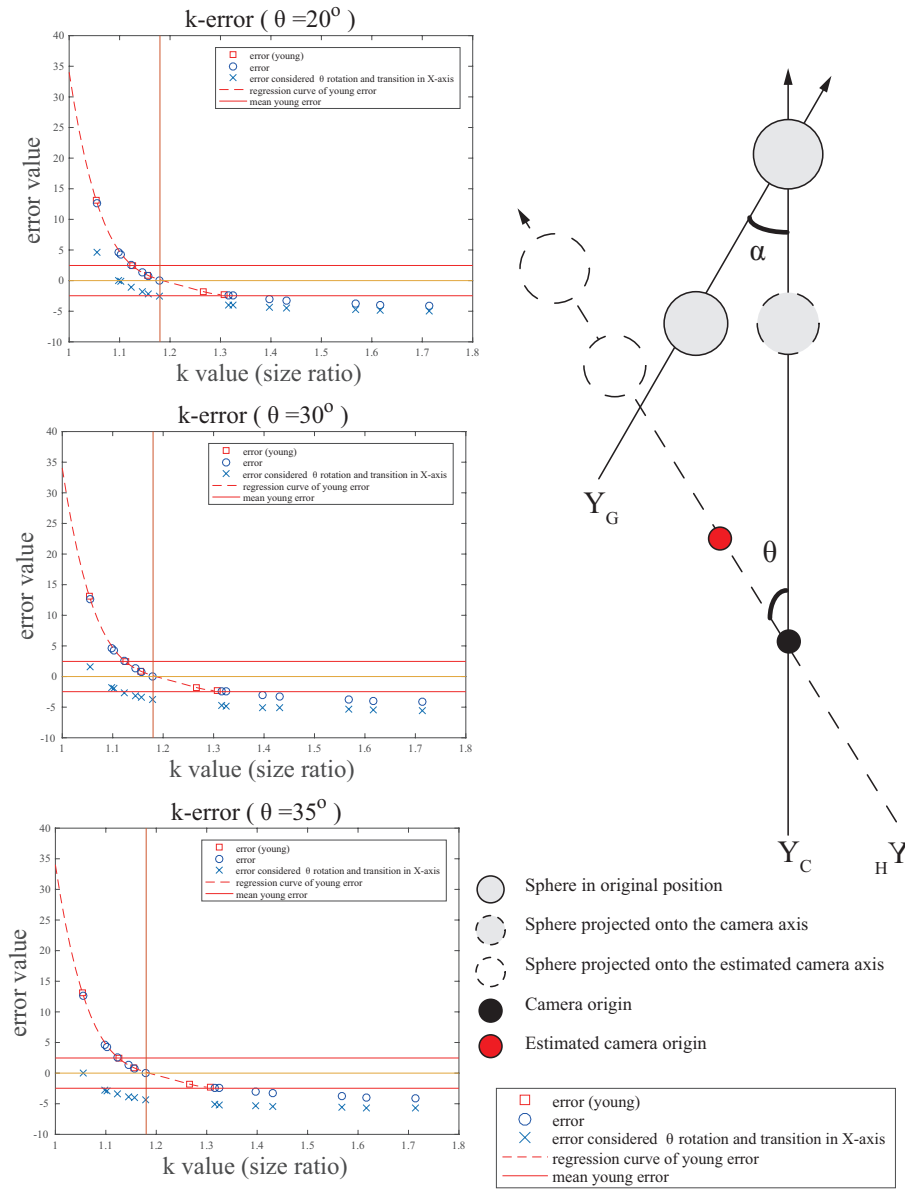 k-error ( θ =20o)
error (young)
error
error considered θ rotation and transition in X-axis
regression curve of young error
mean young error
40
35
30
25
20
15
10
5
0
-5
-10
error value
1 1.1 1.2 1.3 1.4 1.5 1.6 1.7 1.8
k value (size ratio)
k-error ( θ =30o)
error (young)
error
error considered θ rotation and transition in X-axis
regression curve of young error
mean young error
40
35
30
25
20
15
10
5
0
-5
-10
error value
1 1.1 1.2 1.3 1.4 1.5 1.6 1.7 1.8
k value (size ratio)
k-error ( θ =35o)
error (young)
error
error considered θ rotation and transition in X-axis
regression curve of young error
mean young error
40
35
30
25
20
15
10
5
0
-5
-10
error value
1 1.1 1.2 1.3 1.4 1.5 1.6 1.7 1.8
k value (size ratio)
α
YG
θ
YC
HY
Sphere in original position
Sphere projected onto the camera axis
Sphere projected onto the estimated camera axis
Camera origin
Estimated camera origin
error (young)
error
error considered θ rotation and transition in X-axis
regression curve of young error
mean young error